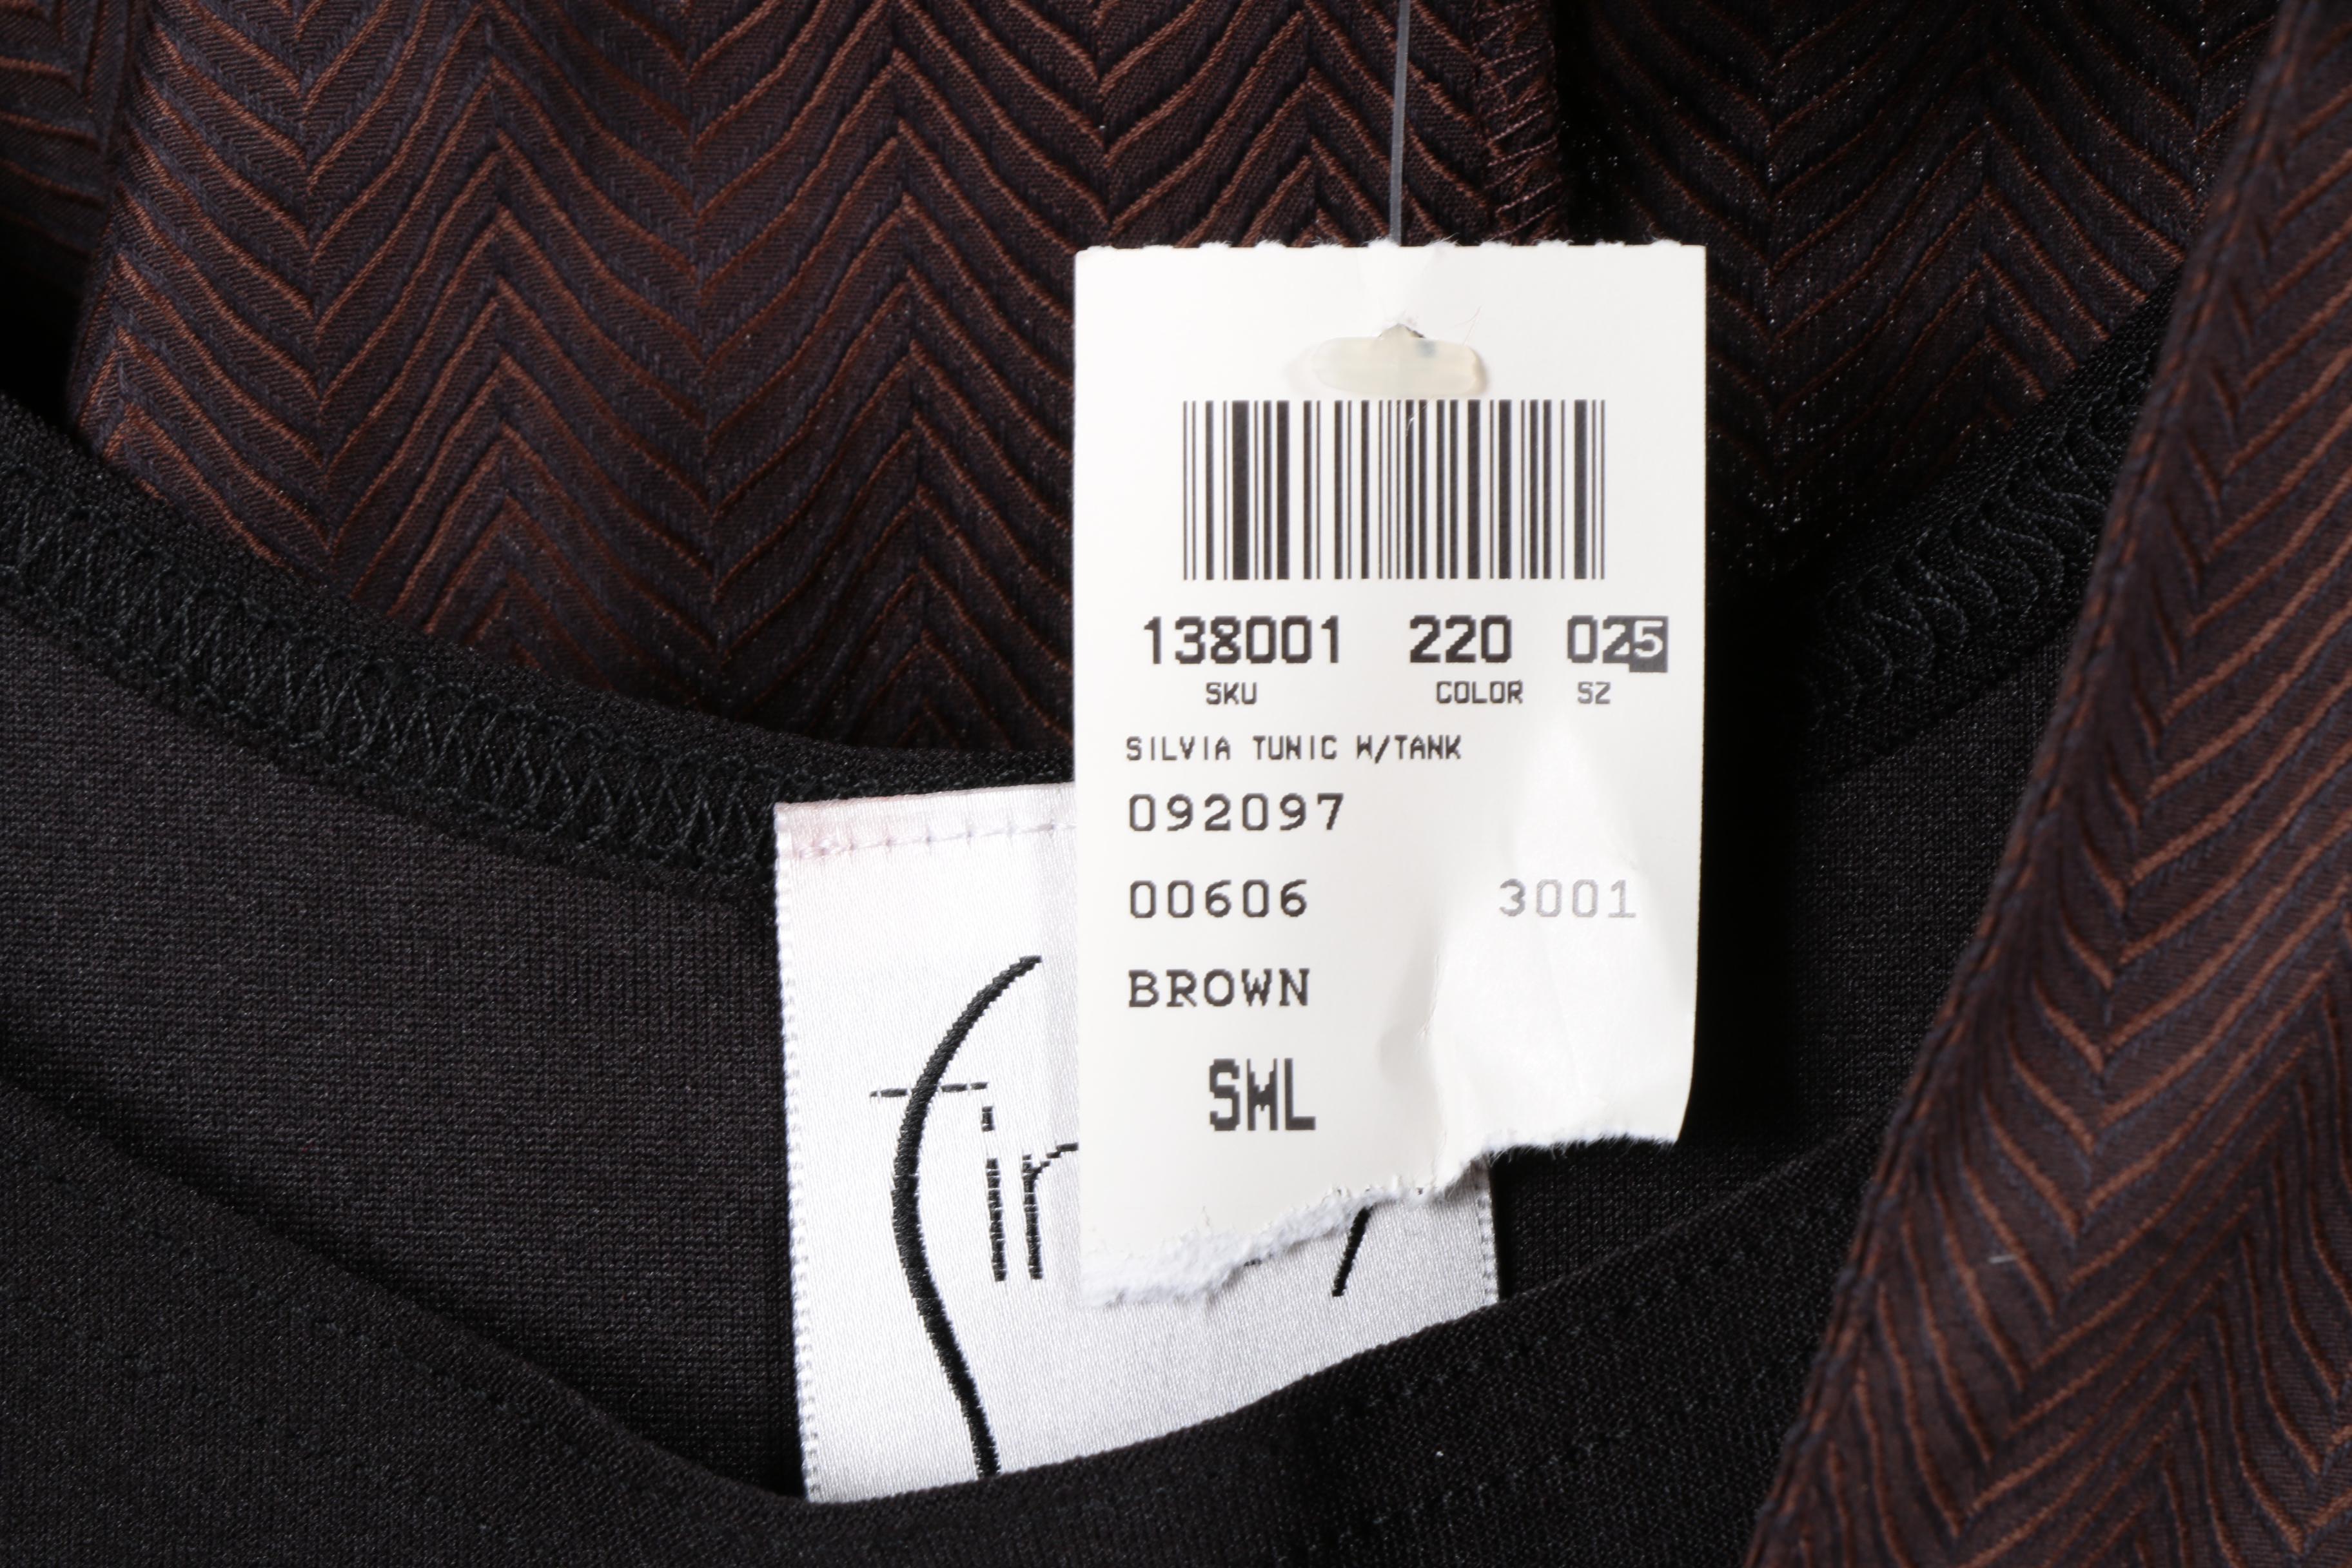 138001 220 025
SKU COLOR SZ
SILVIA TUNIC W/TANK
092097
00606 3001
BROWN
SML